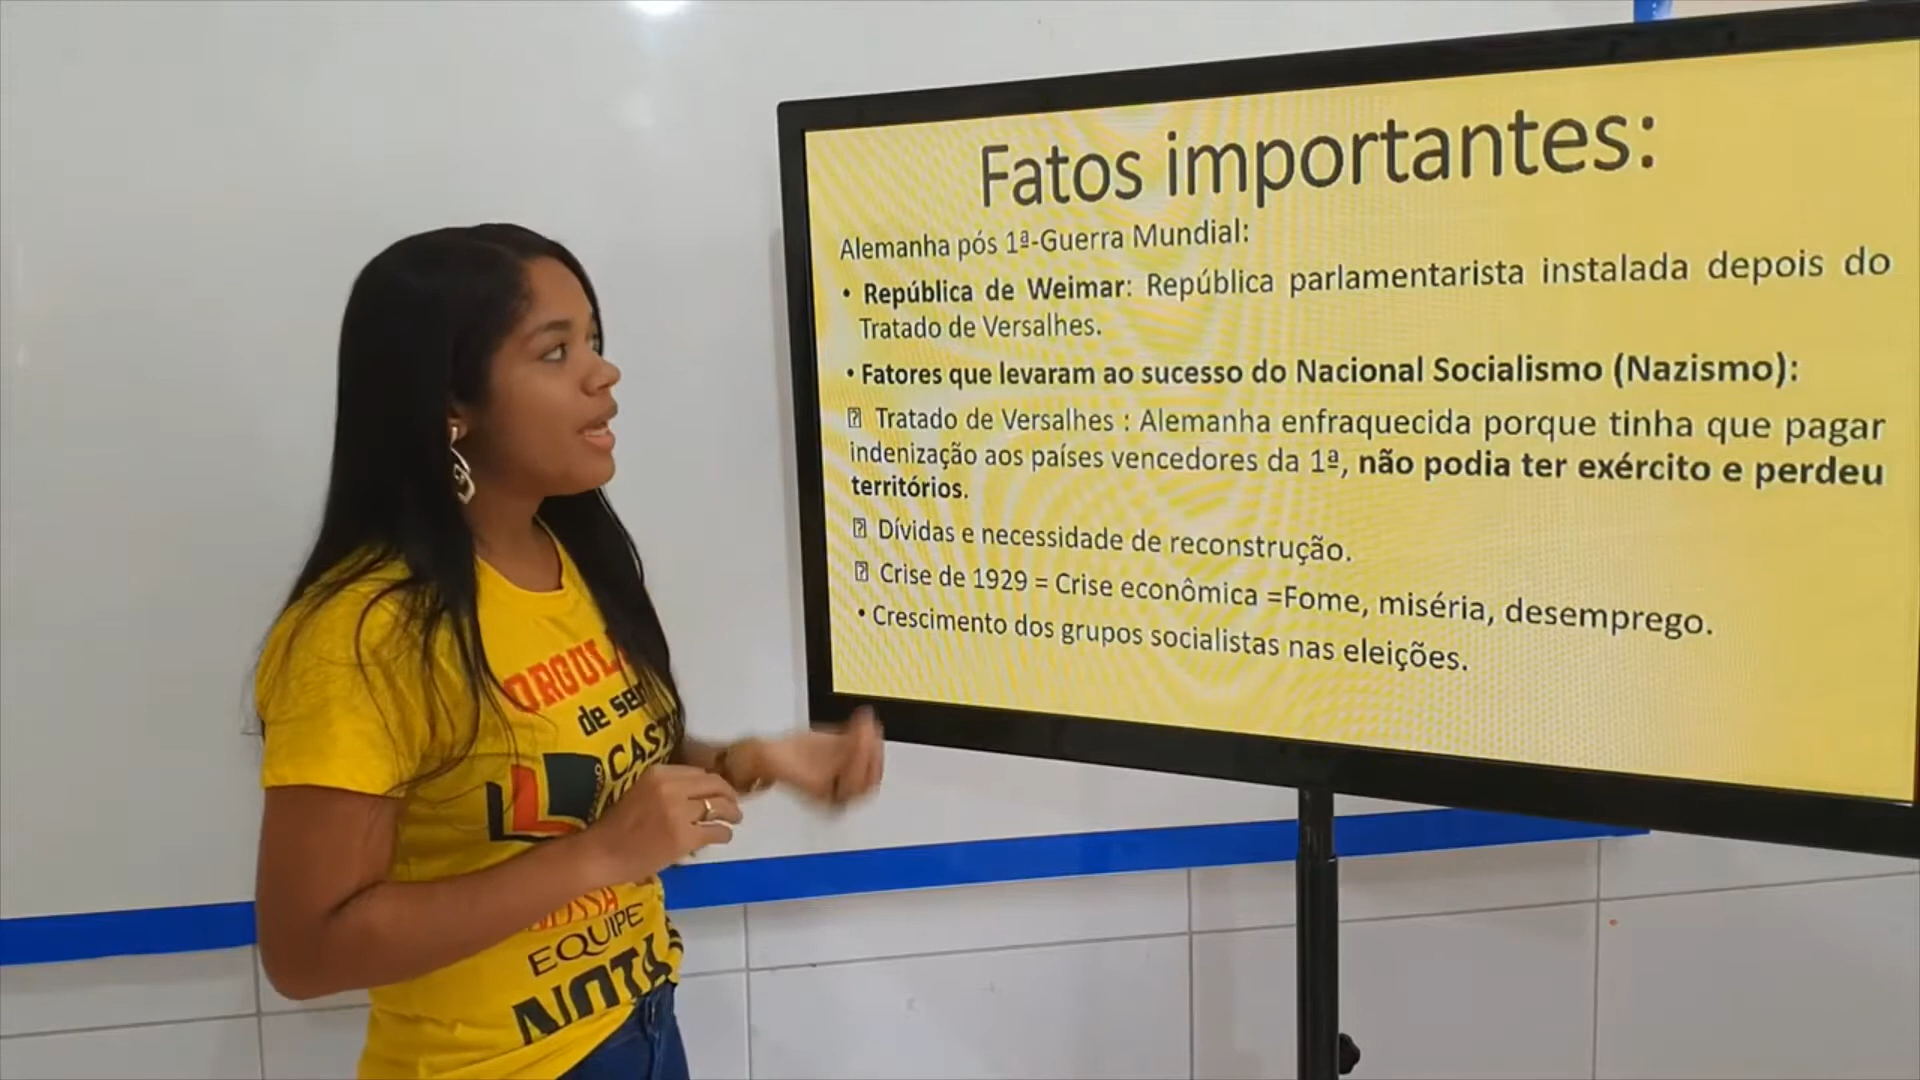 Fatos importantes:
Alemanha pós 1ª-Guerra Mundial:
• República de Weimar: República parlamentarista instalada depois do
Tratado de Versalhes.
• Fatores que levaram ao sucesso do Nacional Socialismo (Nazismo):
Tratado de Versalhes : Alemanha enfraquecida porque tinha que pagar
indenização aos países vencedores da 1ª, não podia ter exército e perdeu
territórios.
Dívidas e necessidade de reconstrução.
Crise de 1929 = Crise econômica =Fome, miséria, desemprego.
• Crescimento dos grupos socialistas nas eleições.
de ser
EQUIPE